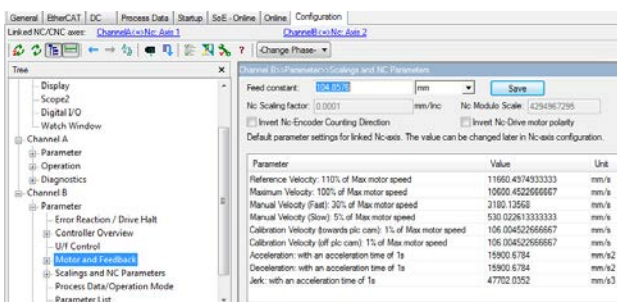 General EtherCAT DC Process Data Startup SoE - Online Online Configuration
Linked NC/CNC axes: ChannelA(=)Nc: Axis 1 ChannelB(=)Nc: Axis 2
? -Change Phase-
Tree X
Display
Scope2
Digital I/O
Watch Window
Channel A
Parameter
Operation
Diagnostics
Channel B
Parameter
Error Reaction / Drive Halt
Controller Overview
U/f Control
Motor and Feedback
Scalings and NC Parameters
Process Data/Operation Mode
Parameter List
Channel B>>Parameter>>Scalings and NC Parameters
Feed constant: 104.8576 mm Save
Nc Scaling factor: 0.0001 mm/Inc Nc Modulo Scale: 4294967295
Invert Nc-Encoder Counting Direction Invert Nc-Drive motor polarity
Default parameter settings for linked Nc-axis. The value can be changed later in Nc-axis configuration.
Parameter Value Unit
Reference Velocity: 110% of Max motor speed 11660.4974933333 mm/s
Maximum Velocity: 100% of Max motor speed 10600.4522666667 mm/s
Manual Velocity (Fast): 30% of Max motor speed 3180.13568 mm/s
Manual Velocity (Slow): 5% of Max motor speed 530.022613333333 mm/s
Calibration Velocity (towards plc cam): 1% of Max motor speed 106.004522666667 mm/s
Calibration Velocity (off plc cam): 1% of Max motor speed 106.004522666667 mm/s
Acceleration: with an acceleration time of 1s 15900.6784 mm/s2
Deceleration: with an acceleration time of 1s 15900.6784 mm/s2
Jerk: with an acceleration time of 1s 47702.0352 mm/s3